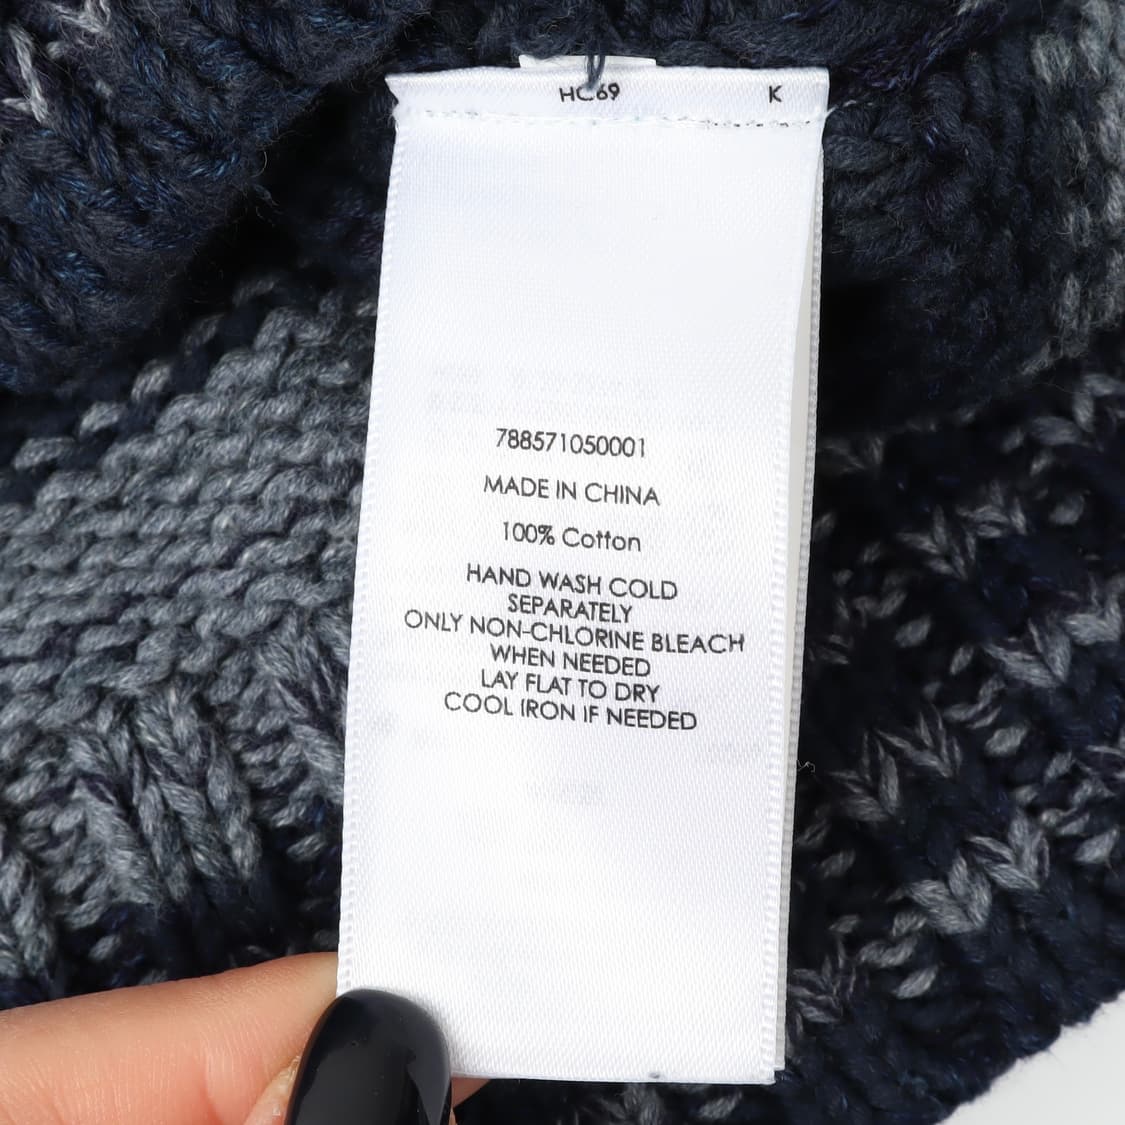 HC69 K
788571050001
MADE IN CHINA
100% Cotton
HAND WASH COLD
SEPARATELY
ONLY NON-CHLORINE BLEACH
WHEN NEEDED
LAY FLAT TO DRY
COOL IRON IF NEEDED